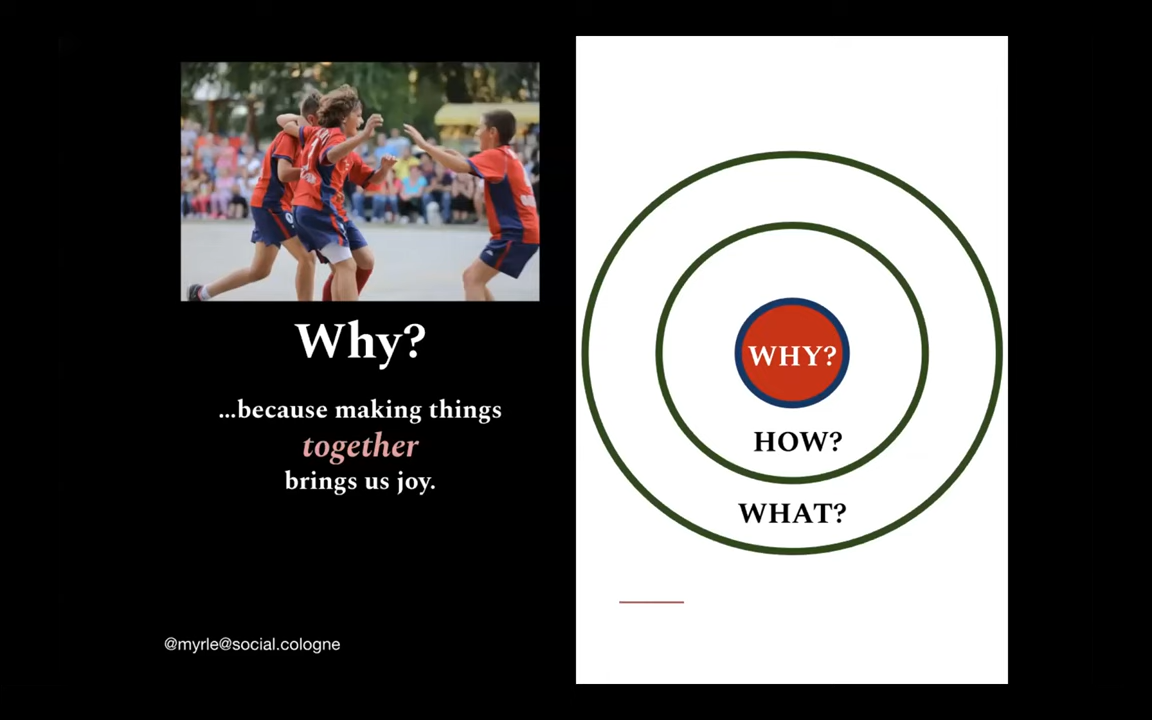 Why?
...because making things
together
brings us joy.
@myrle@social.cologne
WHY?
HOW?
WHAT?